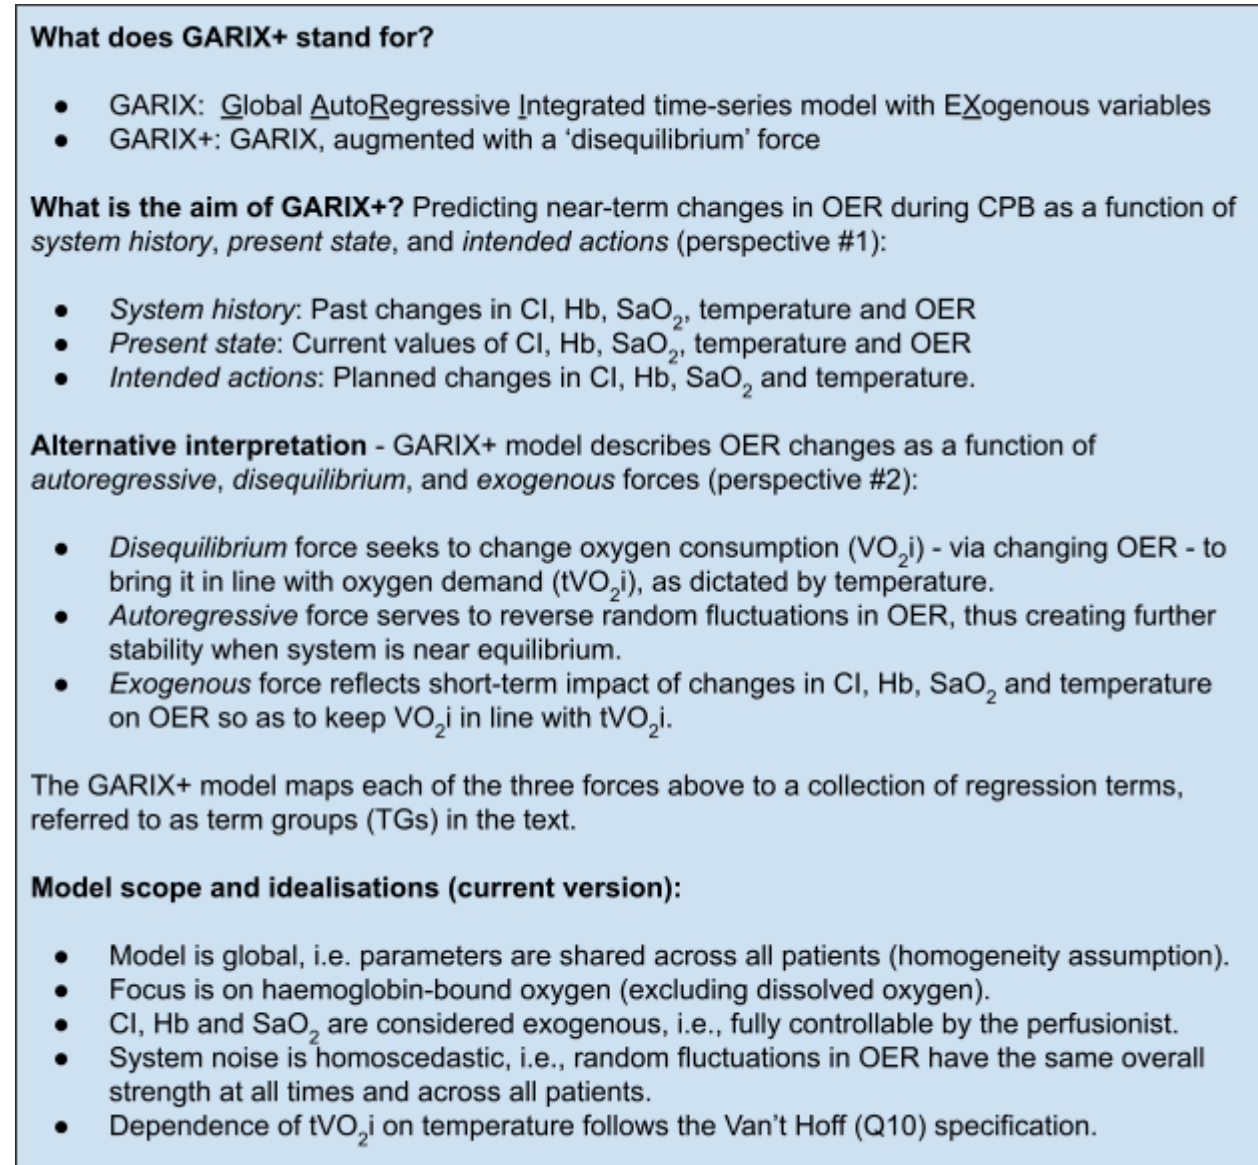 What does GARIX+ stand for?
● GARIX: Global AutoRegressive Integrated time-series model with EXogenous variables
● GARIX+: GARIX, augmented with a ‘disequilibrium’ force
What is the aim of GARIX+? Predicting near-term changes in OER during CPB as a function of
system history, present state, and intended actions (perspective #1):
● System history: Past changes in CI, Hb, SaO₂, temperature and OER
● Present state: Current values of CI, Hb, SaO₂, temperature and OER
● Intended actions: Planned changes in CI, Hb, SaO₂ and temperature.
Alternative interpretation - GARIX+ model describes OER changes as a function of
autoregressive, disequilibrium, and exogenous forces (perspective #2):
● Disequilibrium force seeks to change oxygen consumption (VO₂i) - via changing OER - to
bring it in line with oxygen demand (tVO₂i), as dictated by temperature.
● Autoregressive force serves to reverse random fluctuations in OER, thus creating further
stability when system is near equilibrium.
● Exogenous force reflects short-term impact of changes in CI, Hb, SaO₂ and temperature
on OER so as to keep VO₂i in line with tVO₂i.
The GARIX+ model maps each of the three forces above to a collection of regression terms,
referred to as term groups (TGs) in the text.
Model scope and idealisations (current version):
● Model is global, i.e. parameters are shared across all patients (homogeneity assumption).
● Focus is on haemoglobin-bound oxygen (excluding dissolved oxygen).
● CI, Hb and SaO₂ are considered exogenous, i.e., fully controllable by the perfusionist.
● System noise is homoscedastic, i.e., random fluctuations in OER have the same overall
strength at all times and across all patients.
● Dependence of tVO₂i on temperature follows the Van’t Hoff (Q10) specification.